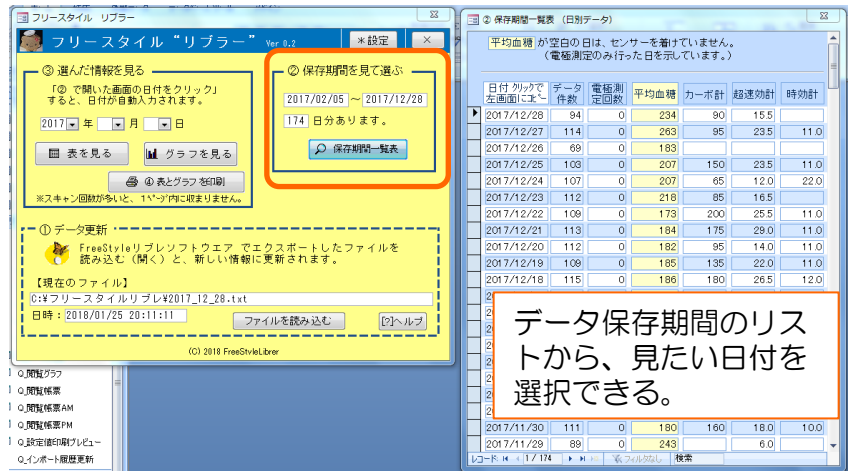 フリースタイル リブラー
フリースタイル “リブラー” Ver 0.2
※設定
×
③ 選んだ情報を見る
「② で開いた画面の日付をクリック」
すると、日付が自動入力されます。
2017 年 月 日
表を見る
グラフを見る
④ 表とグラフを印刷
※スキャン回数が多いと、1ページ内に収まりません。
② 保存期間を見て選ぶ
2017/02/05 ～ 2017/12/28
174 日分あります。
保存期間一覧表
① データ更新
FreeStyleリブレソフトウエア でエクスポートしたファイルを
読み込む（開く）と、新しい情報に更新されます。
【現在のファイル】
C:¥フリースタイルリブレ¥2017_12_28.txt
日時： 2018/01/25 20:11:11
ファイルを読み込む
[?]ヘルプ
(C) 2018 FreeStyleLibrer
Q_閲覧グラフ
Q_閲覧帳票
Q_閲覧帳票AM
Q_閲覧帳票PM
Q_設定値印刷プレビュー
Q_インポート履歴更新
② 保存期間一覧表 （日別データ）
平均血糖 が空白の日は、センサーを着けていません。
（電極測定のみ行った日を示しています。）
日付 クリックで左画面にコピー データ件数 電極測定回数 平均血糖 カーボ計 超速効計 時効計
2017/12/28 94 0 234 90 15.5
2017/12/27 114 0 263 95 23.5 11.0
2017/12/26 69 0 183
2017/12/25 103 0 207 150 23.5 11.0
2017/12/24 107 0 207 65 12.0 22.0
2017/12/23 112 0 218 85 16.5
2017/12/22 109 0 173 200 25.5 11.0
2017/12/21 113 0 184 175 29.0 11.0
2017/12/20 112 0 182 95 14.0 11.0
2017/12/19 109 0 185 135 22.0 11.0
2017/12/18 115 0 186 180 26.5 12.0
データ保存期間のリス
トから、見たい日付を
選択できる。
2017/11/30 111 0 180 160 18.0 10.0
2017/11/29 89 0 243 6.0
レコード: 1 / 174 フィルタなし 検索